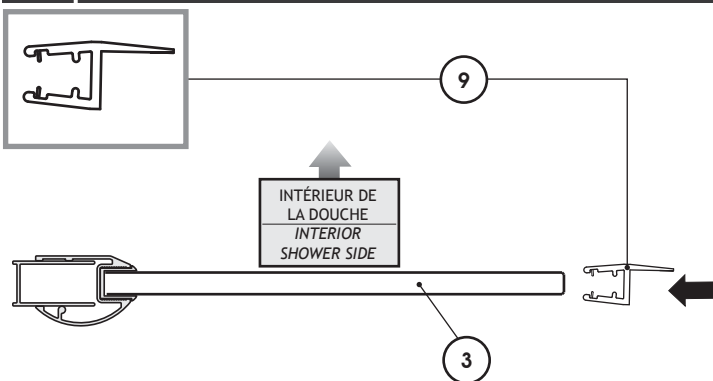 9
INTÉRIEUR DE
LA DOUCHE
INTERIOR
SHOWER SIDE
3